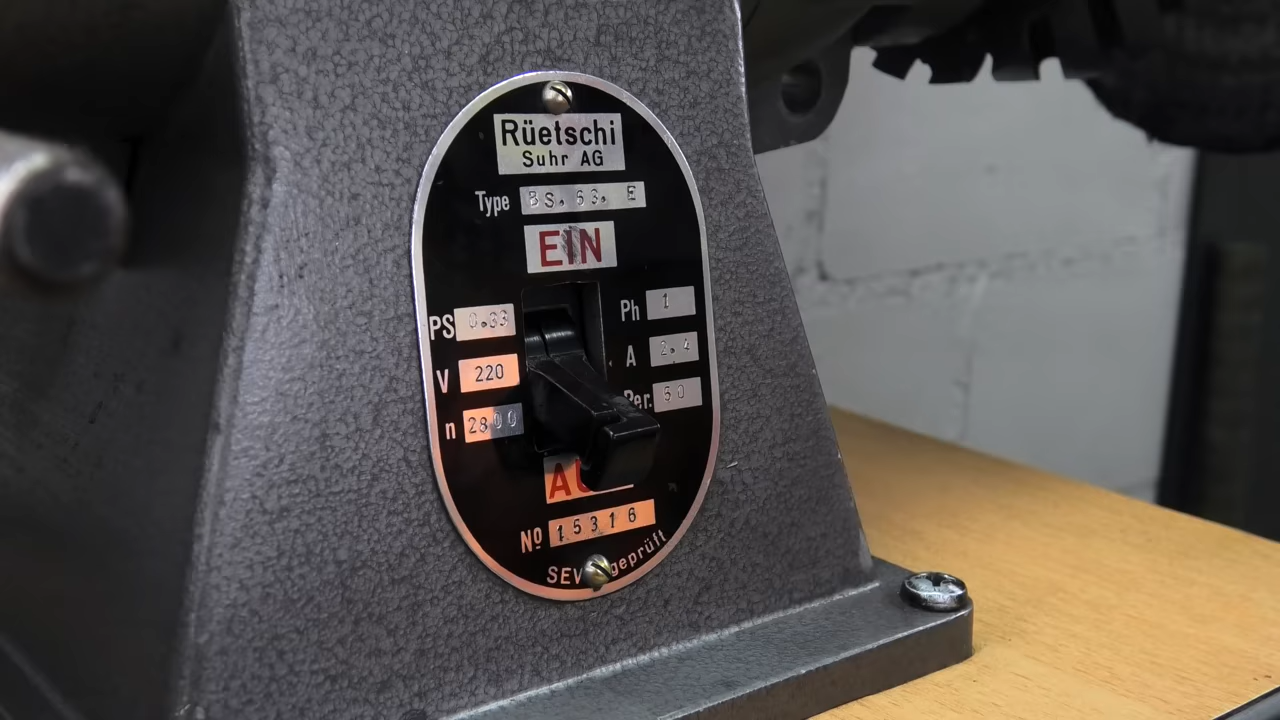 Rüetschi
Suhr AG
Type BS. 63. E
EIN
PS 0.33
V 220
n 2800
Ph 1
A 2.4
Per. 50
Nº 15316
SEV geprüft